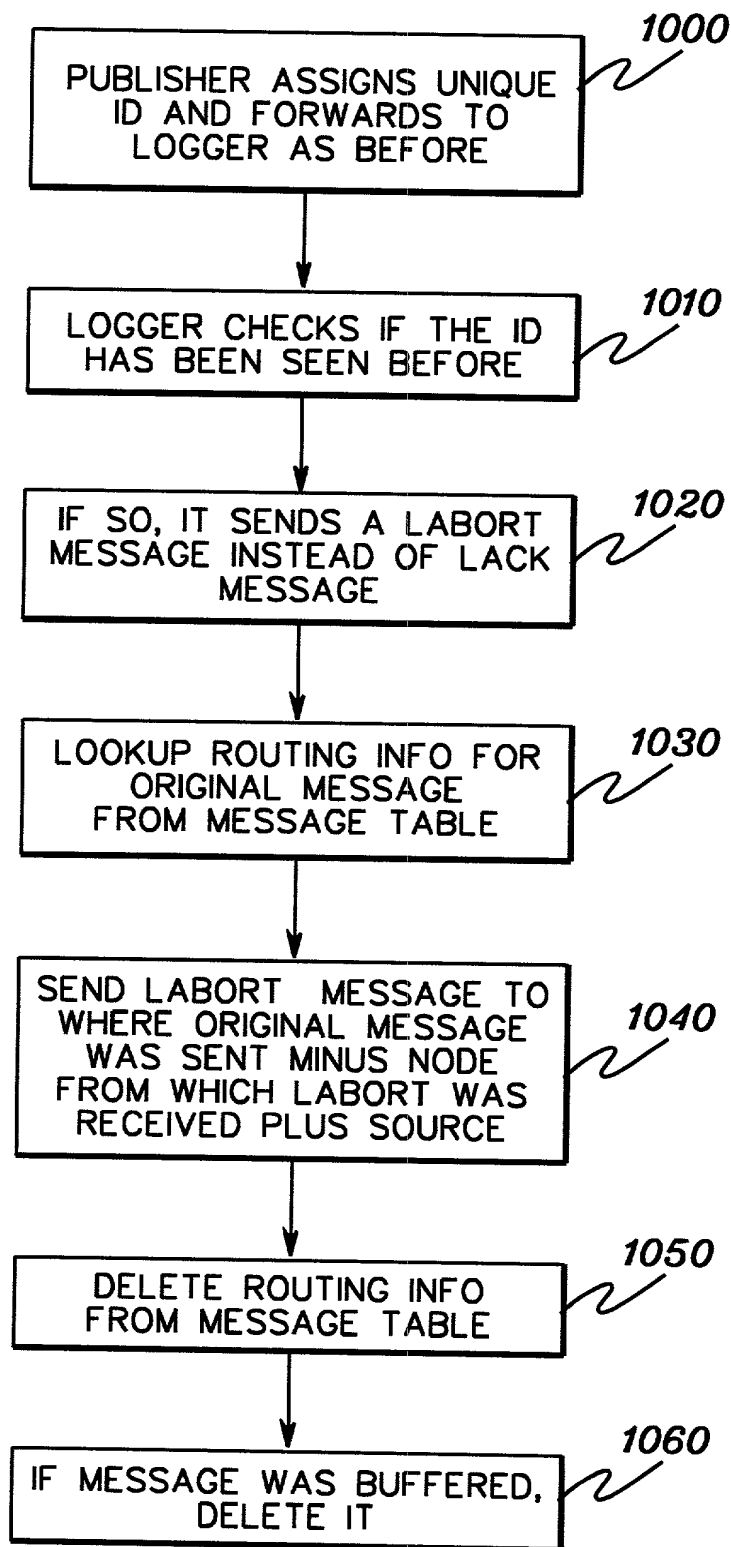 1000
PUBLISHER ASSIGNS UNIQUE
ID AND FORWARDS TO
LOGGER AS BEFORE
1010
LOGGER CHECKS IF THE ID
HAS BEEN SEEN BEFORE
1020
IF SO, IT SENDS A LABORT
MESSAGE INSTEAD OF LACK
MESSAGE
1030
LOOKUP ROUTING INFO FOR
ORIGINAL MESSAGE
FROM MESSAGE TABLE
1040
SEND LABORT MESSAGE TO
WHERE ORIGINAL MESSAGE
WAS SENT MINUS NODE
FROM WHICH LABORT WAS
RECEIVED PLUS SOURCE
1050
DELETE ROUTING INFO
FROM MESSAGE TABLE
1060
IF MESSAGE WAS BUFFERED,
DELETE IT